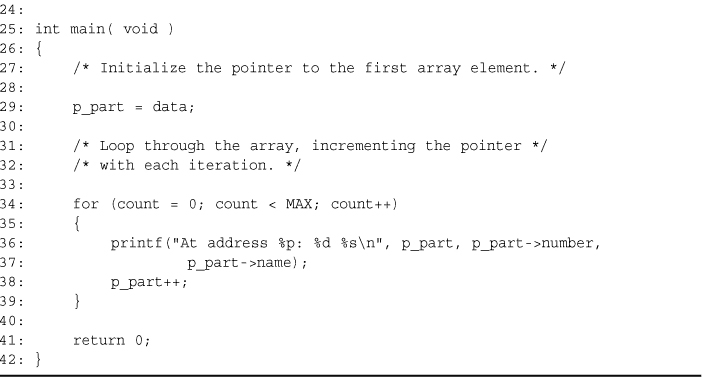 24:
25: int main( void )
26: {
27:     /* Initialize the pointer to the first array element. */
28:
29:     p_part = data;
30:
31:     /* Loop through the array, incrementing the pointer */
32:     /* with each iteration. */
33:
34:     for (count = 0; count < MAX; count++)
35:     {
36:         printf("At address %p: %d %s\n", p_part, p_part->number,
37:                 p_part->name);
38:         p_part++;
39:     }
40:
41:     return 0;
42: }